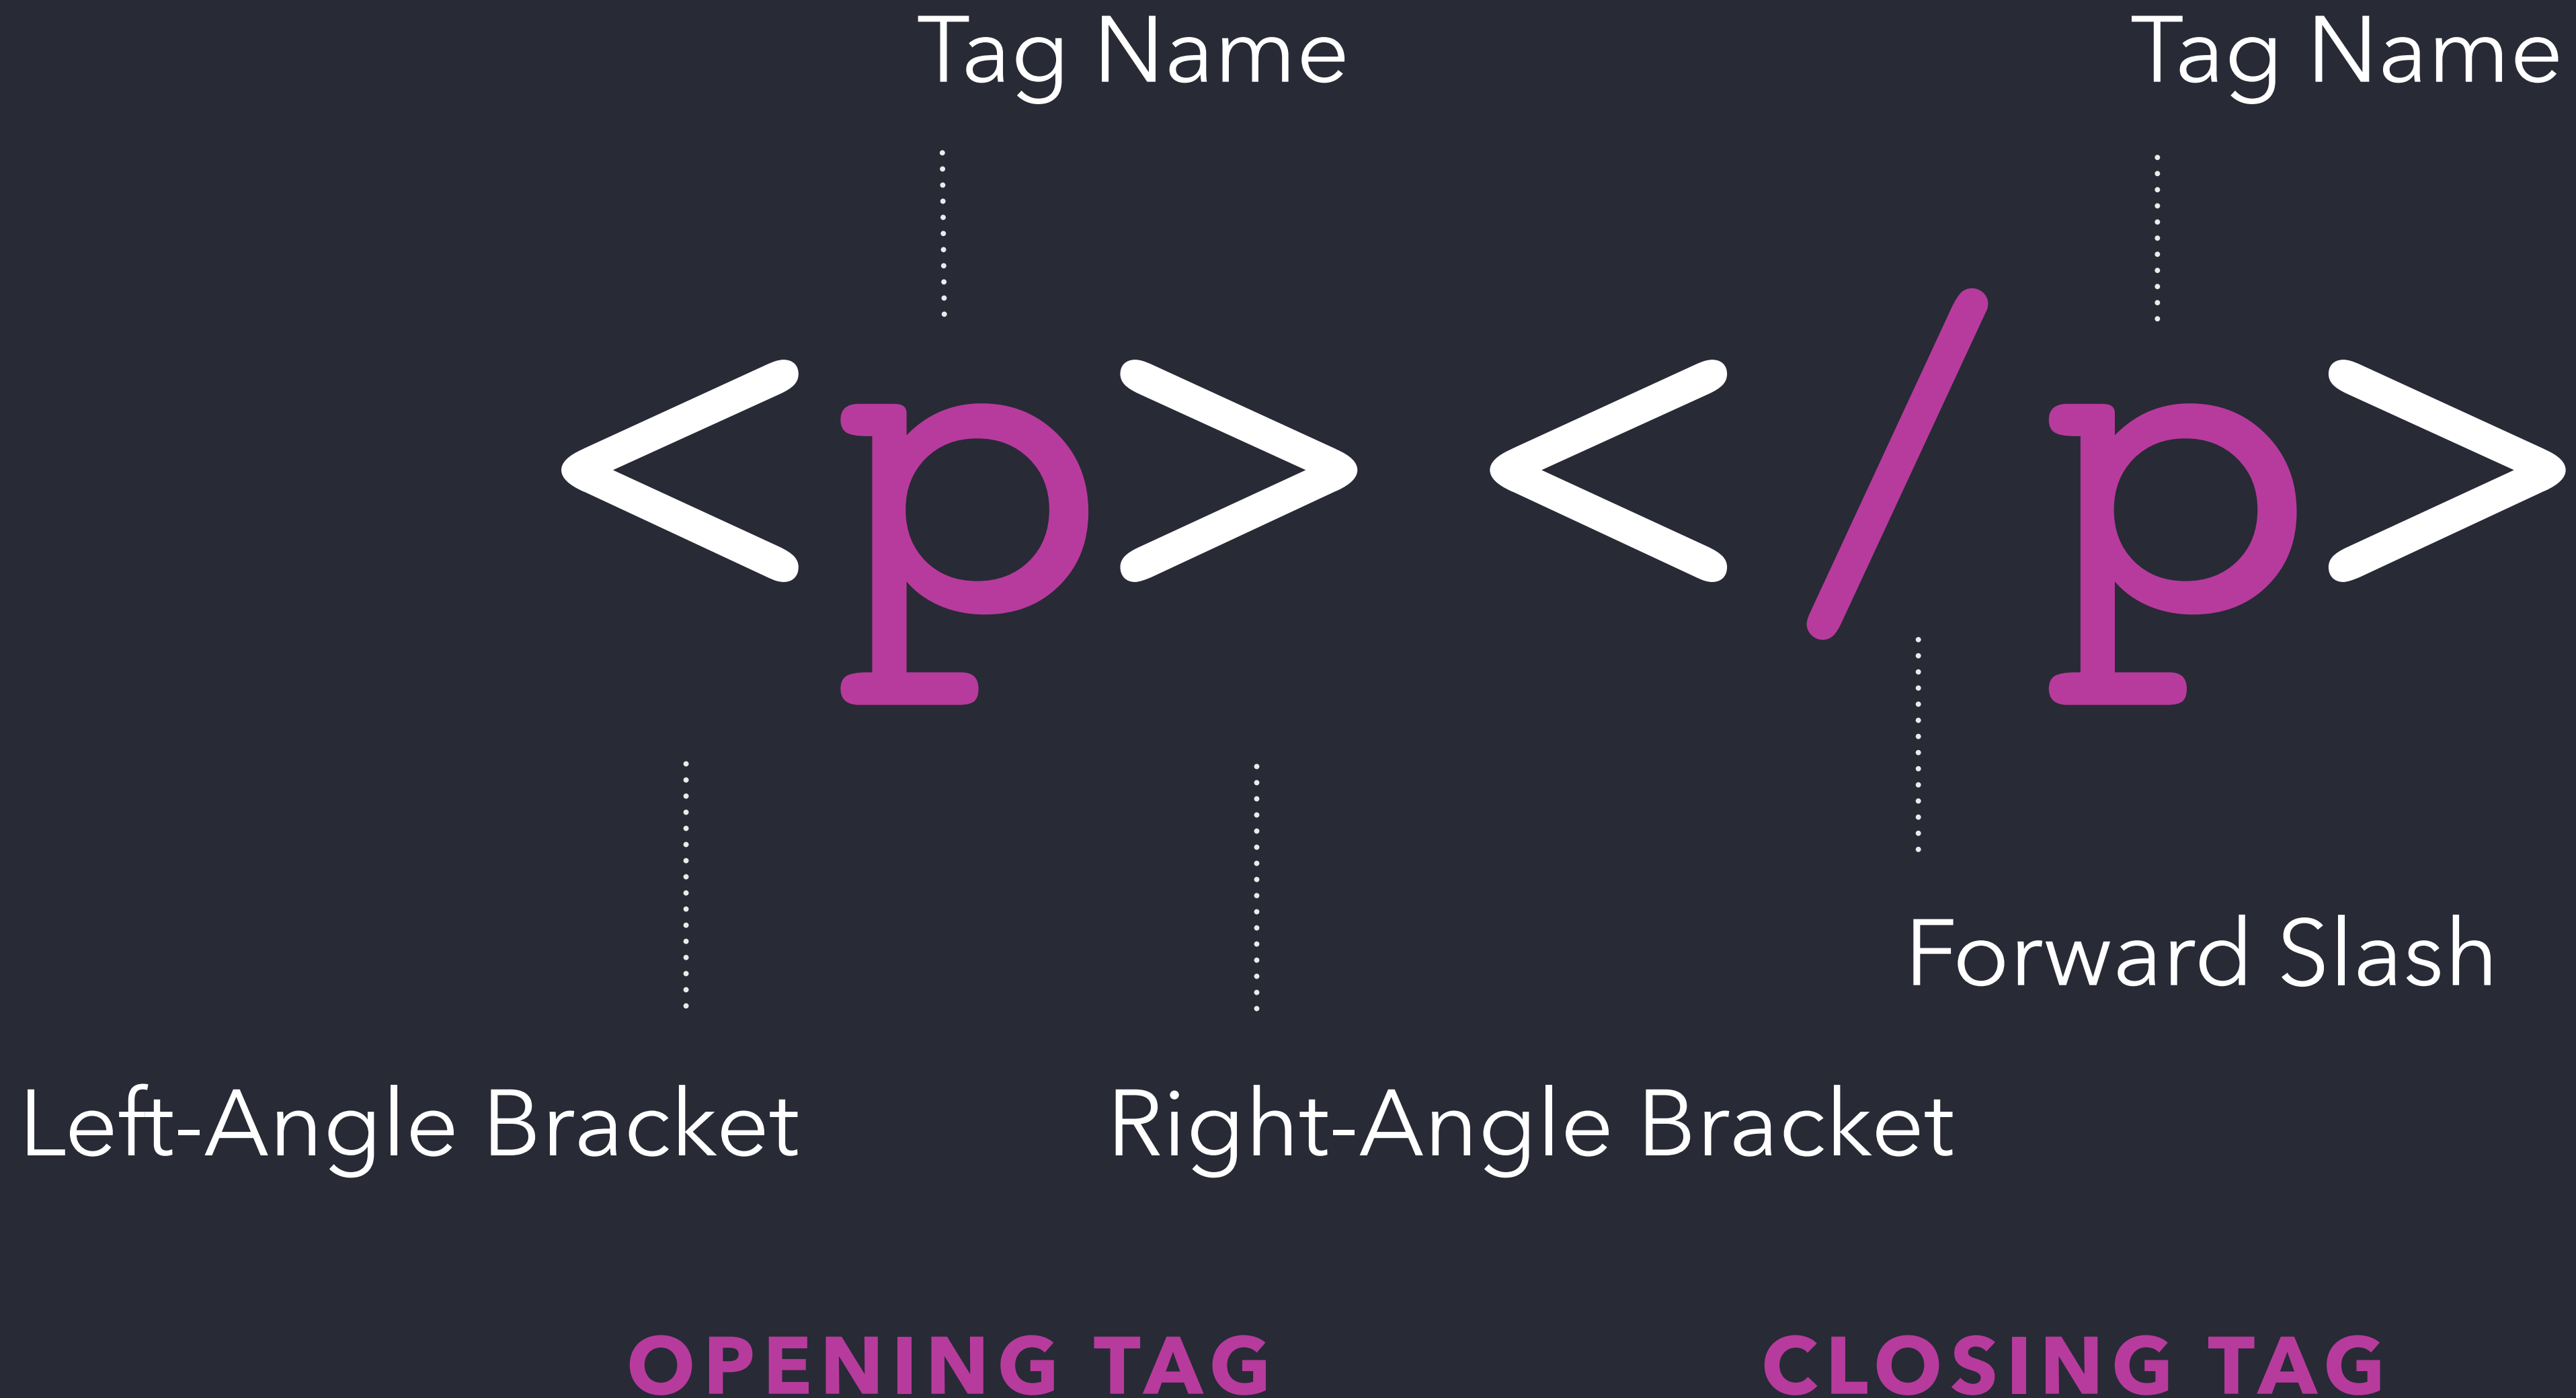 Tag Name Tag Name
<p> </p>
Forward Slash
Left-Angle Bracket Right-Angle Bracket
OPENING TAG CLOSING TAG